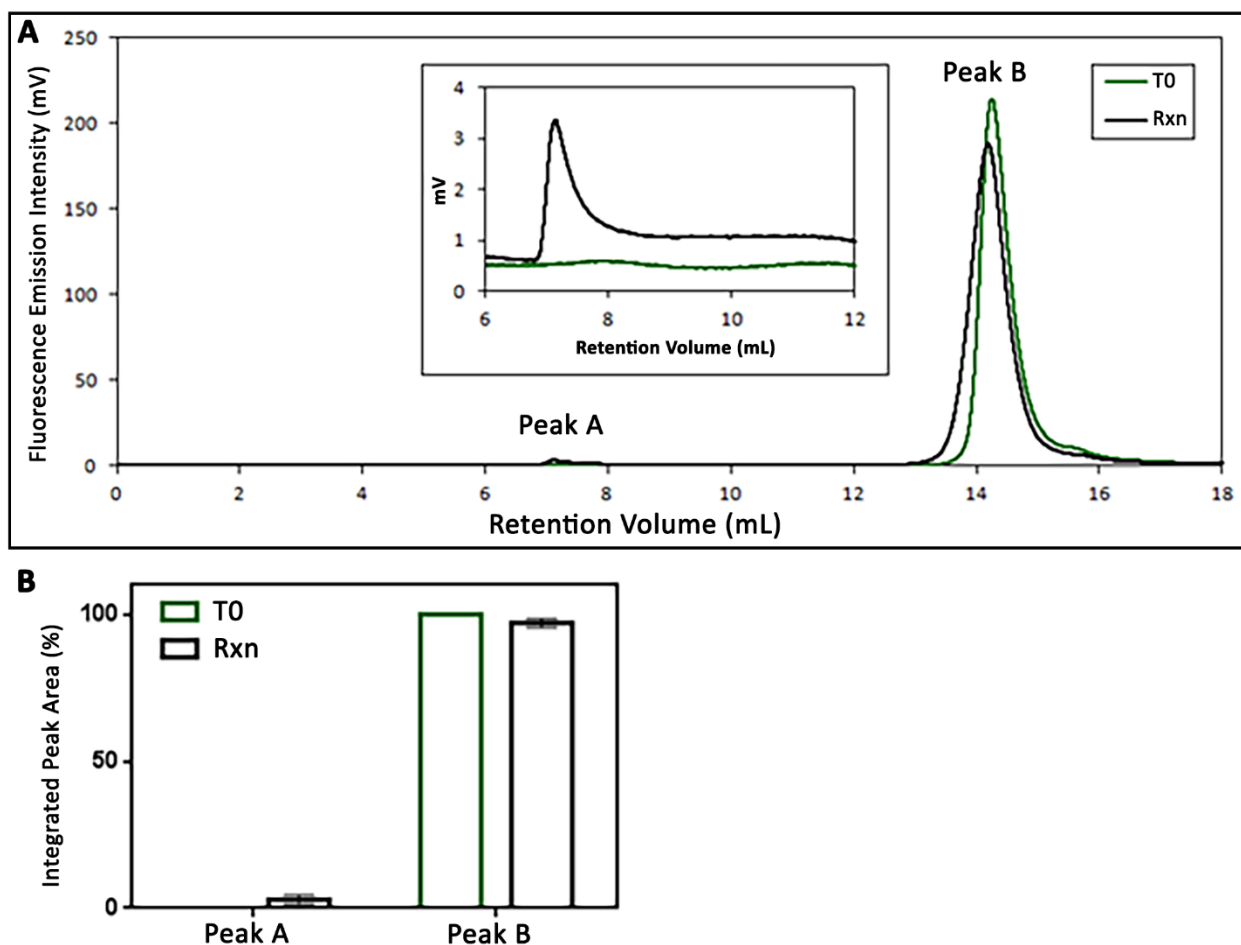 A
Fluorescence Emission Intensity (mV)
250
200
150
100
50
0
0 2 4 6 8 10 12 14 16 18
Retention Volume (mL)
Peak A
Peak B
T0
Rxn
mV
4
3
2
1
0
6 8 10 12
Retention Volume (mL)
B
Integrated Peak Area (%)
100
50
0
T0
Rxn
Peak A Peak B